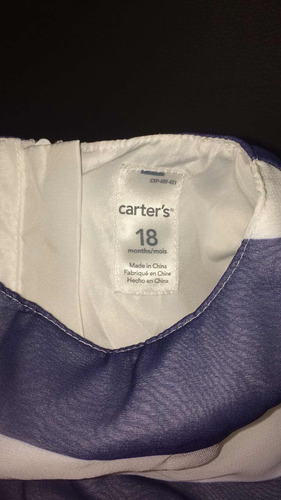 carter's®
18
months/mois
Made in China
Fabriqué en Chine
Hecho en China